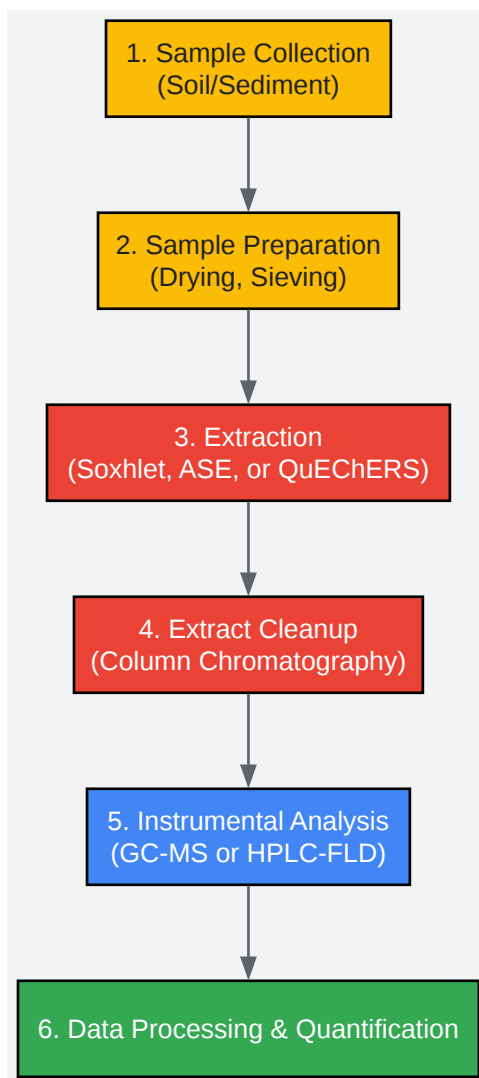 1. Sample Collection
(Soil/Sediment)
2. Sample Preparation
(Drying, Sieving)
3. Extraction
(Soxhlet, ASE, or QuEChERS)
4. Extract Cleanup
(Column Chromatography)
5. Instrumental Analysis
(GC-MS or HPLC-FLD)
6. Data Processing & Quantification